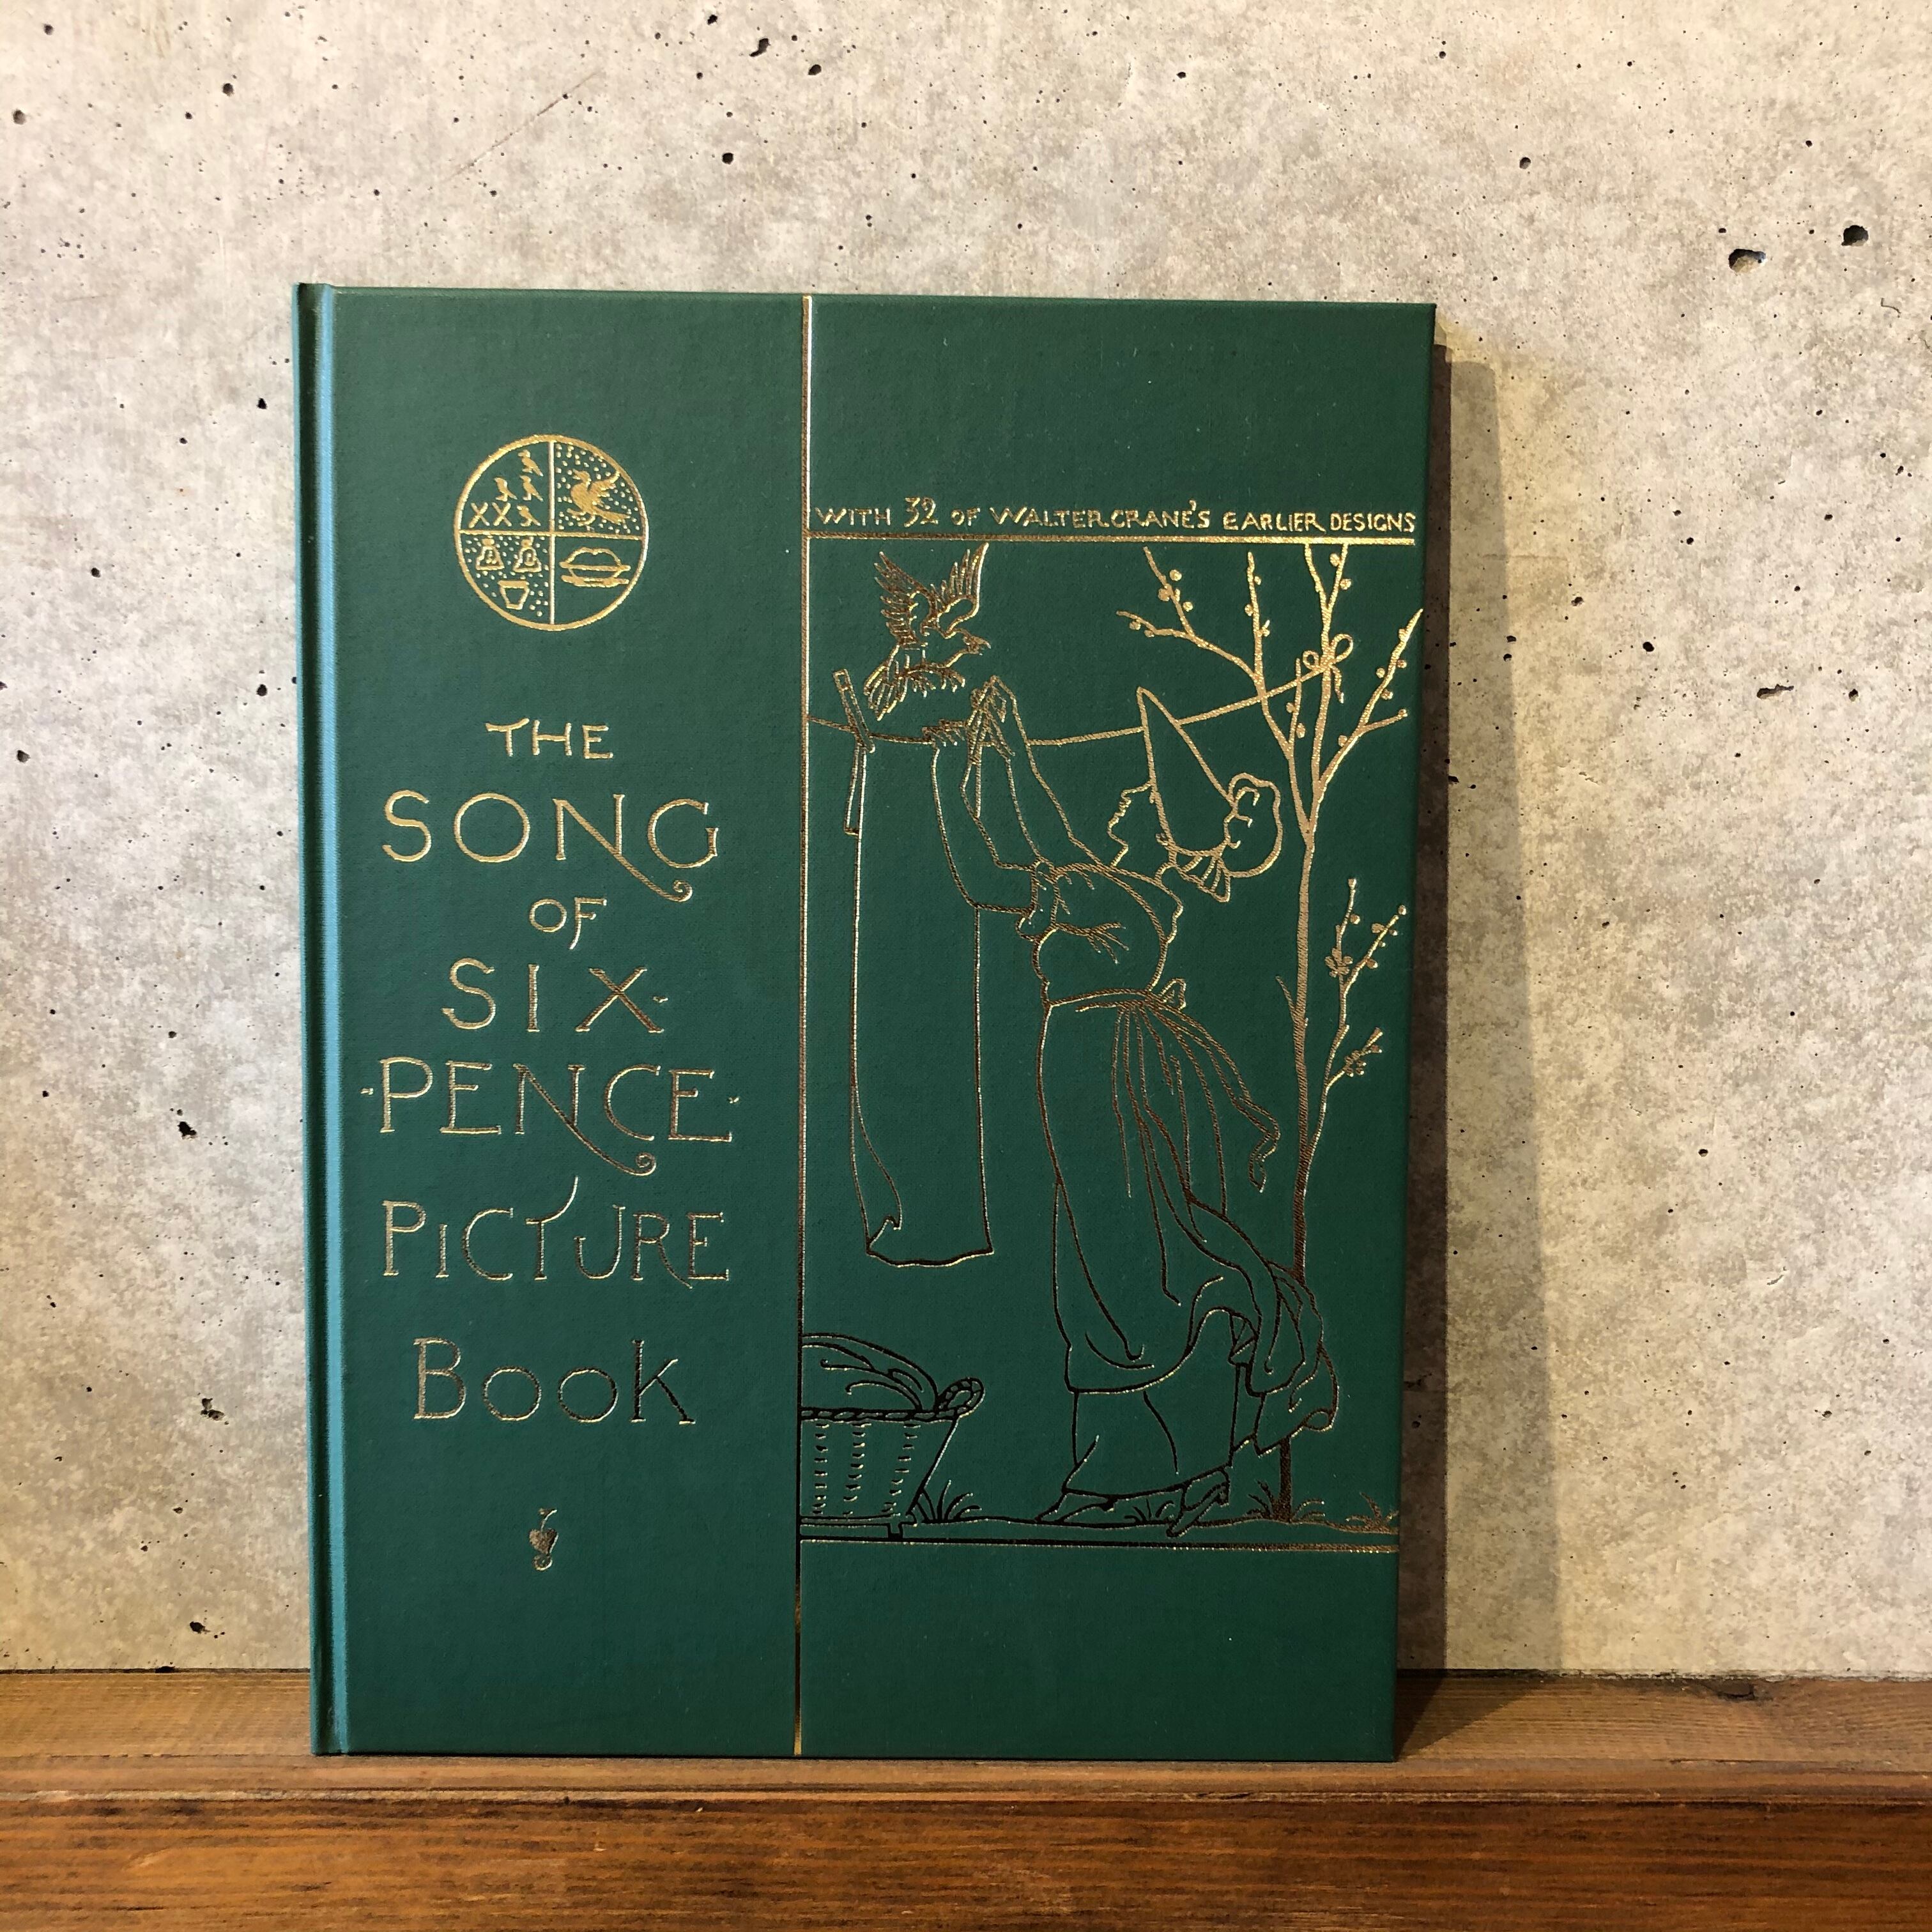 THE
SONG
OF
SIX-
-PENCE-
PICTURE
BOOK
WITH 32 OF WALTER CRANE'S EARLIER DESIGNS